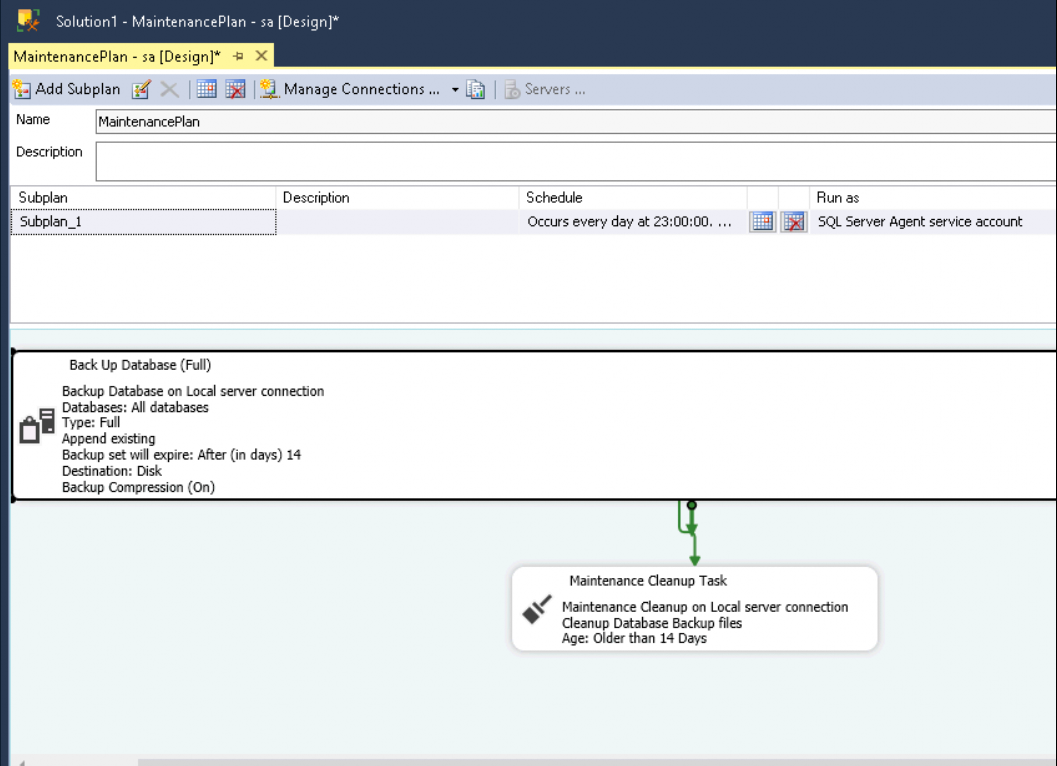 Solution1 - MaintenancePlan - sa [Design]*
MaintenancePlan - sa [Design]*
Add Subplan Manage Connections ... Servers ...
Name MaintenancePlan
Description
Subplan Description Schedule Run as
Subplan_1 Occurs every day at 23:00:00. ... SQL Server Agent service account
Back Up Database (Full)
Backup Database on Local server connection
Databases: All databases
Type: Full
Append existing
Backup set will expire: After (in days) 14
Destination: Disk
Backup Compression (On)
Maintenance Cleanup Task
Maintenance Cleanup on Local server connection
Cleanup Database Backup files
Age: Older than 14 Days